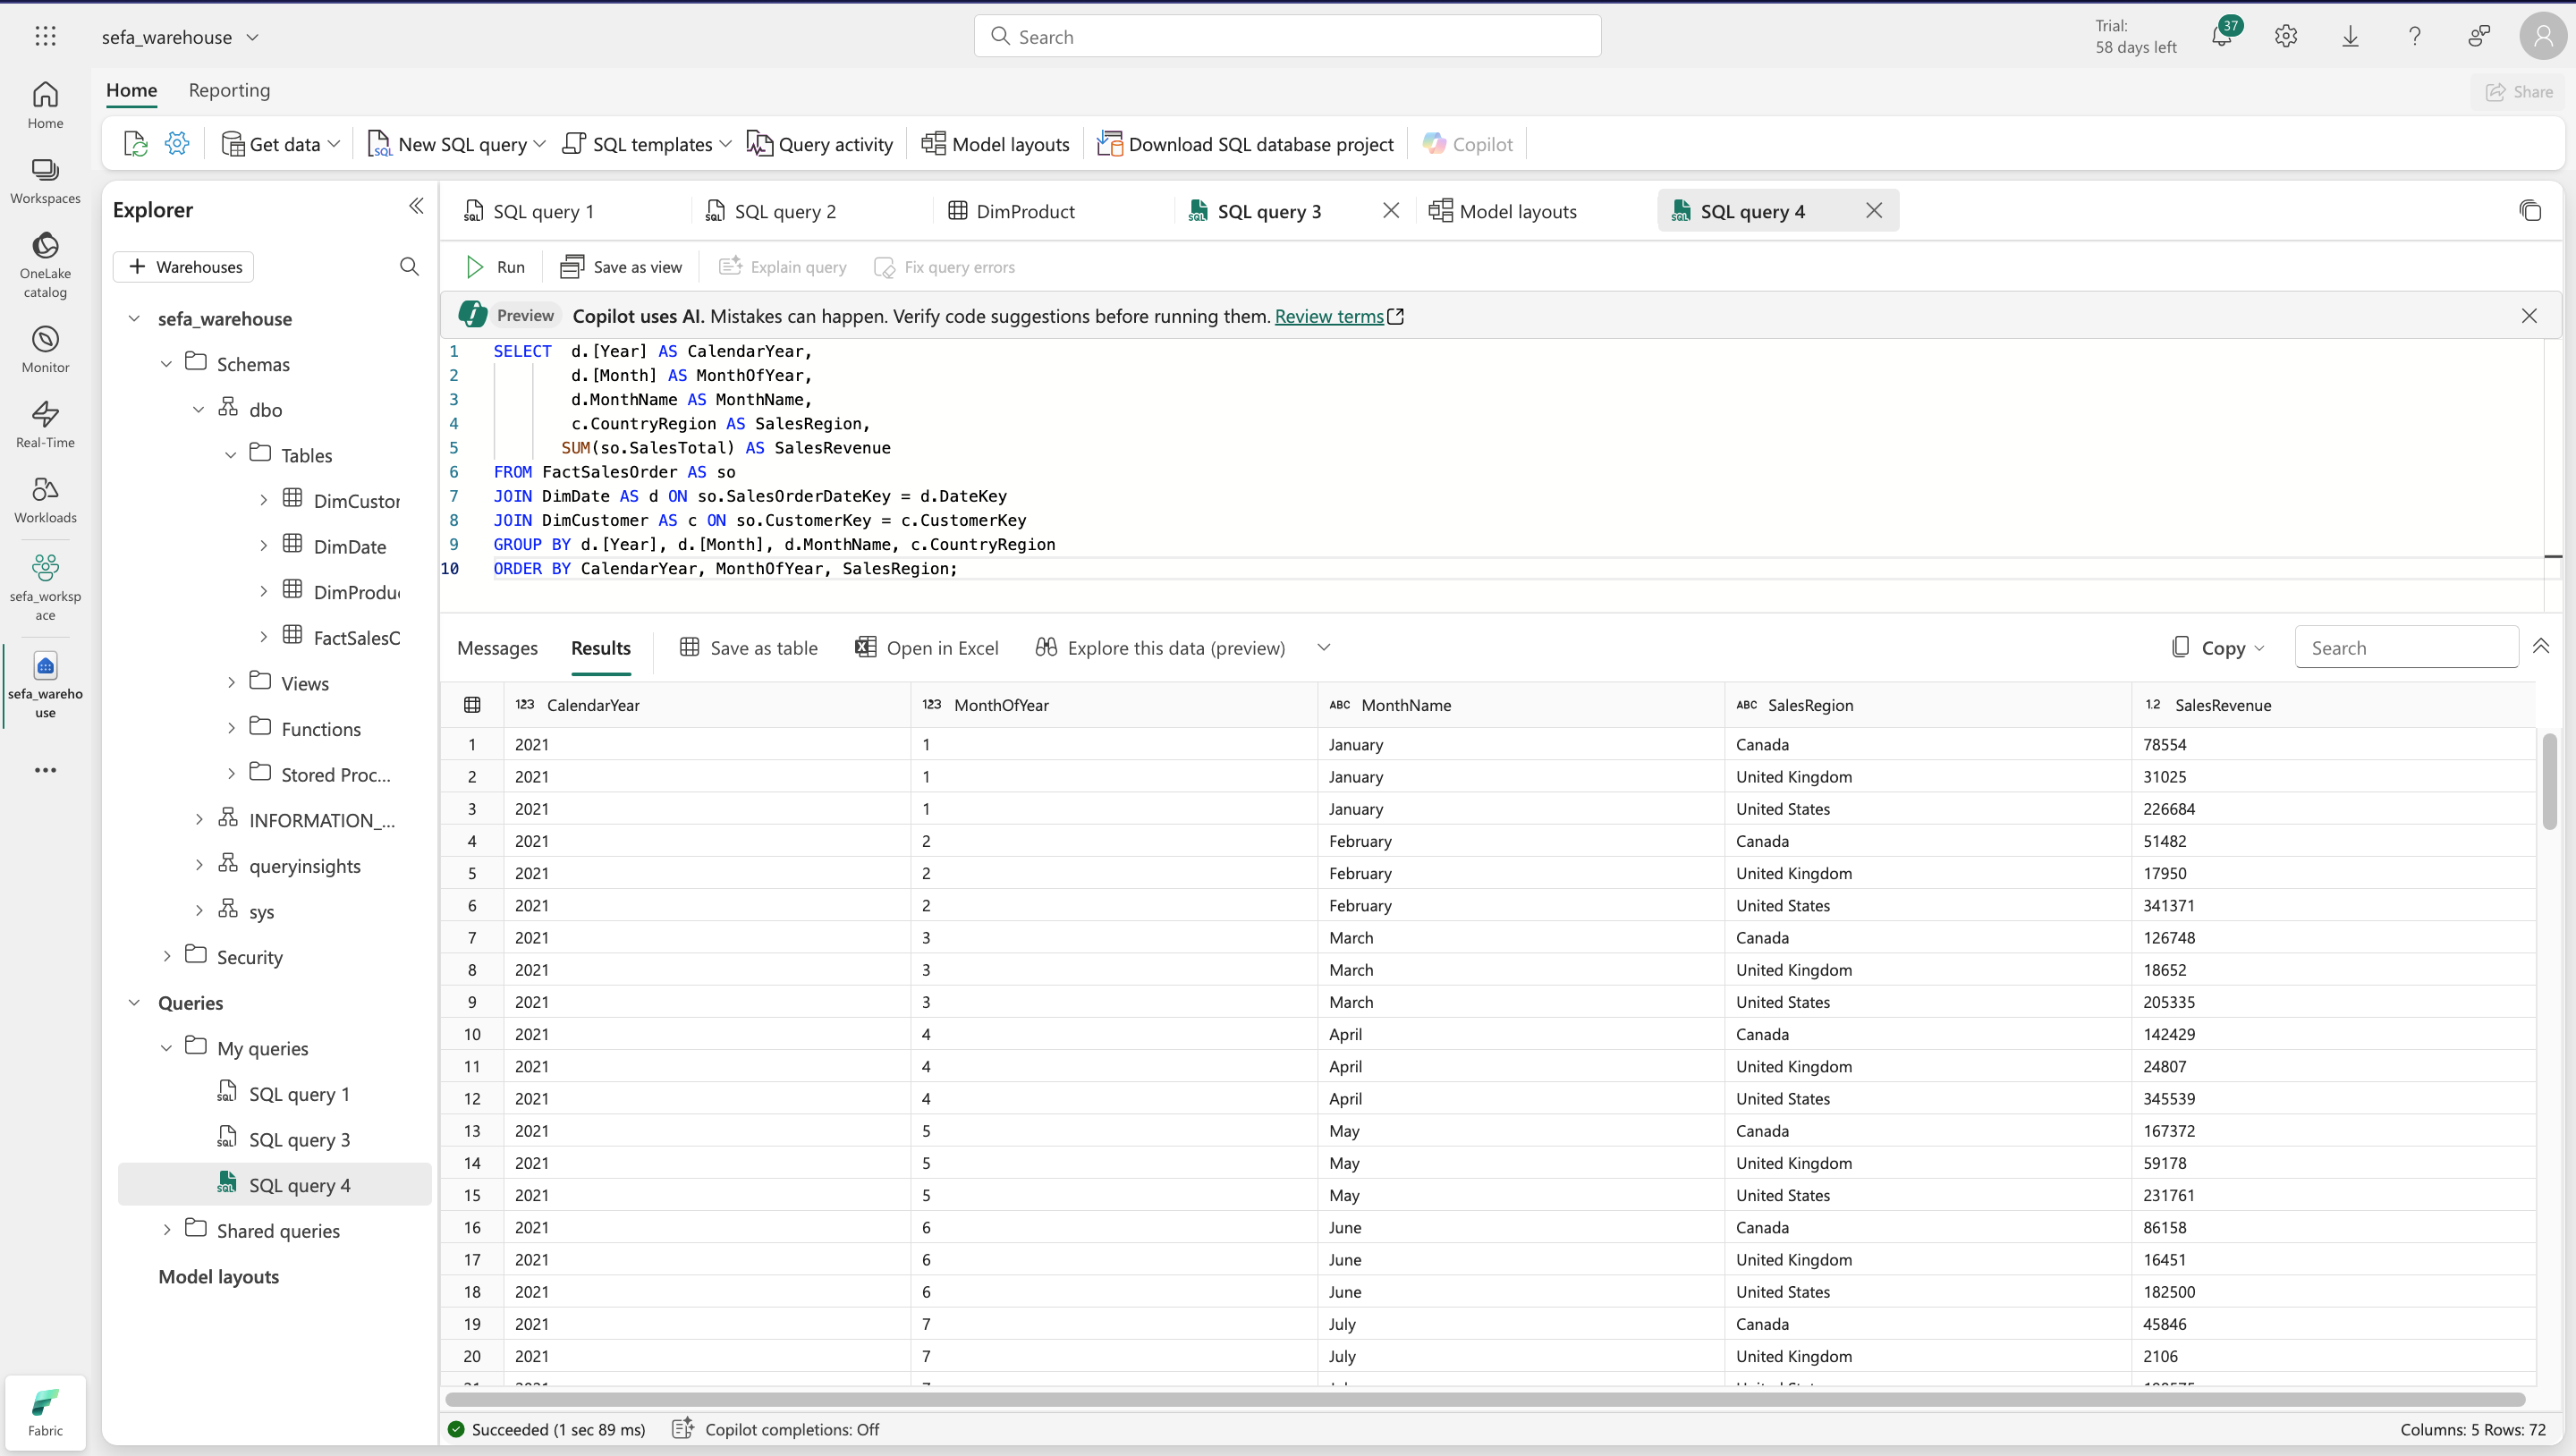 sefa_warehouse
Search
Trial:
58 days left
37
Home
Reporting
Share
Get data
New SQL query
SQL templates
Query activity
Model layouts
Download SQL database project
Copilot
Home
Workspaces
OneLake
catalog
Monitor
Real-Time
Workloads
sefa_worksp
ace
sefa_wareho
use
Fabric
Explorer
Warehouses
sefa_warehouse
Schemas
dbo
Tables
DimCustor
DimDate
DimProdu
FactSalesO
Views
Functions
Stored Proc...
INFORMATION_...
queryinsights
sys
Security
Queries
My queries
SQL query 1
SQL query 3
SQL query 4
Shared queries
Model layouts
SQL query 1
SQL query 2
DimProduct
SQL query 3
Model layouts
SQL query 4
Run
Save as view
Explain query
Fix query errors
Preview Copilot uses AI. Mistakes can happen. Verify code suggestions before running them. Review terms
1 SELECT d.[Year] AS CalendarYear,
2 d.[Month] AS MonthOfYear,
3 d.MonthName AS MonthName,
4 c.CountryRegion AS SalesRegion,
5 SUM(so.SalesTotal) AS SalesRevenue
6 FROM FactSalesOrder AS so
7 JOIN DimDate AS d ON so.SalesOrderDateKey = d.DateKey
8 JOIN DimCustomer AS c ON so.CustomerKey = c.CustomerKey
9 GROUP BY d.[Year], d.[Month], d.MonthName, c.CountryRegion
10 ORDER BY CalendarYear, MonthOfYear, SalesRegion;
Messages
Results
Save as table
Open in Excel
Explore this data (preview)
Copy
Search
123 CalendarYear 123 MonthOfYear ABC MonthName ABC SalesRegion 1.2 SalesRevenue
1 2021 1 January Canada 78554
2 2021 1 January United Kingdom 31025
3 2021 1 January United States 226684
4 2021 2 February Canada 51482
5 2021 2 February United Kingdom 17950
6 2021 2 February United States 341371
7 2021 3 March Canada 126748
8 2021 3 March United Kingdom 18652
9 2021 3 March United States 205335
10 2021 4 April Canada 142429
11 2021 4 April United Kingdom 24807
12 2021 4 April United States 345539
13 2021 5 May Canada 167372
14 2021 5 May United Kingdom 59178
15 2021 5 May United States 231761
16 2021 6 June Canada 86158
17 2021 6 June United Kingdom 16451
18 2021 6 June United States 182500
19 2021 7 July Canada 45846
20 2021 7 July United Kingdom 2106
Succeeded (1 sec 89 ms)
Copilot completions: Off
Columns: 5 Rows: 72